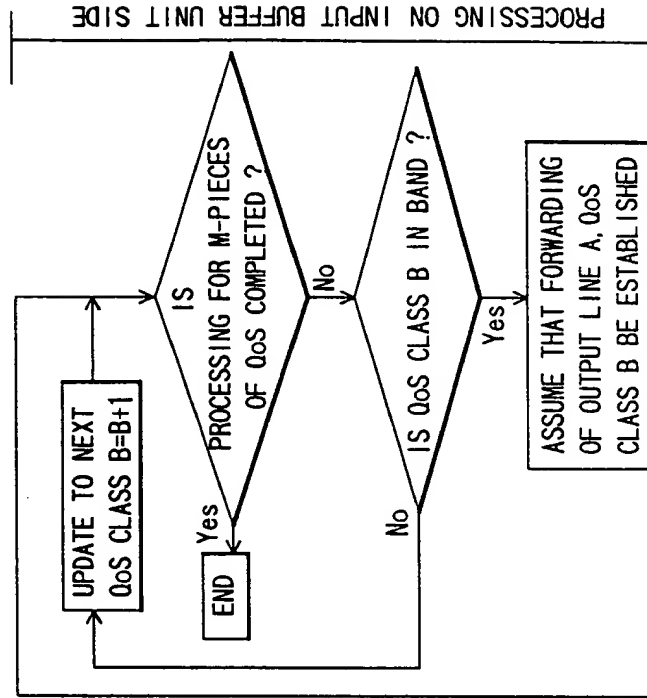 UPDATE TO NEXT
QoS CLASS B=B+1
IS
PROCESSING FOR M-PIECES
OF QoS COMPLETED ?
Yes
END
No
IS QoS CLASS B IN BAND ?
No
Yes
ASSUME THAT FORWARDING
OF OUTPUT LINE A, QoS
CLASS B BE ESTABLISHED
PROCESSING ON INPUT BUFFER UNIT SIDE